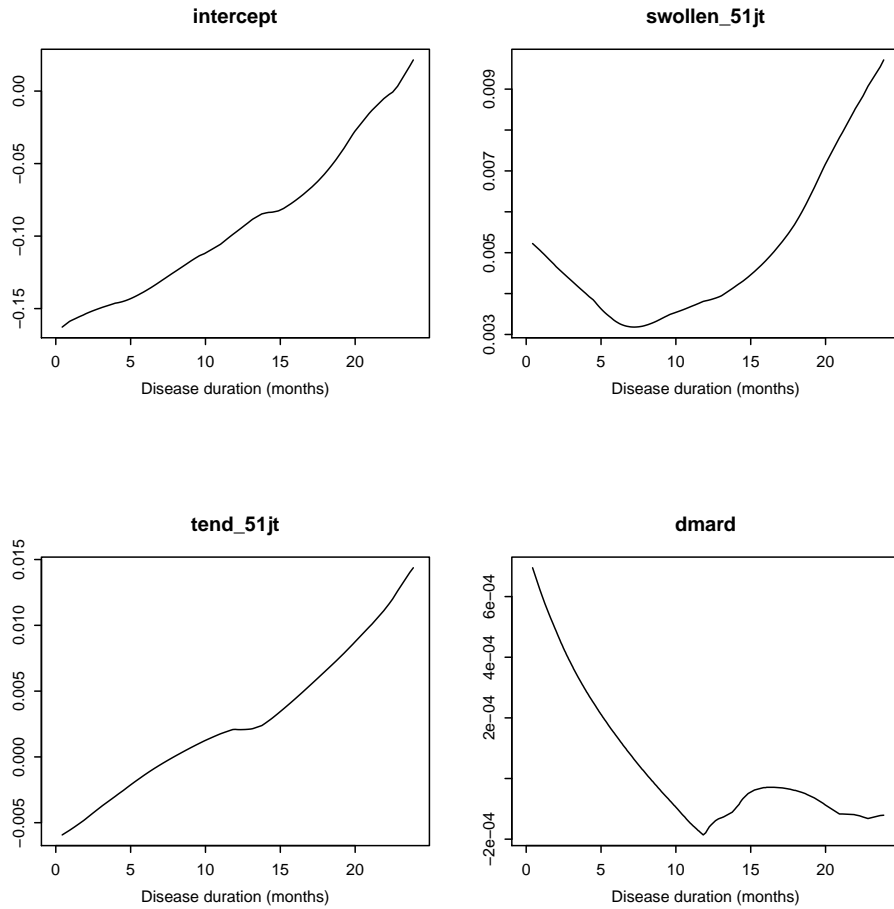 intercept
0.00
−0.05
−0.10
−0.15
0 5 10 15 20
Disease duration (months)
swollen_51jt
0.009
0.007
0.005
0.003
0 5 10 15 20
Disease duration (months)
tend_51jt
0.015
0.010
0.005
0.000
−0.005
0 5 10 15 20
Disease duration (months)
dmard
6e−04
4e−04
2e−04
−2e−04
0 5 10 15 20
Disease duration (months)